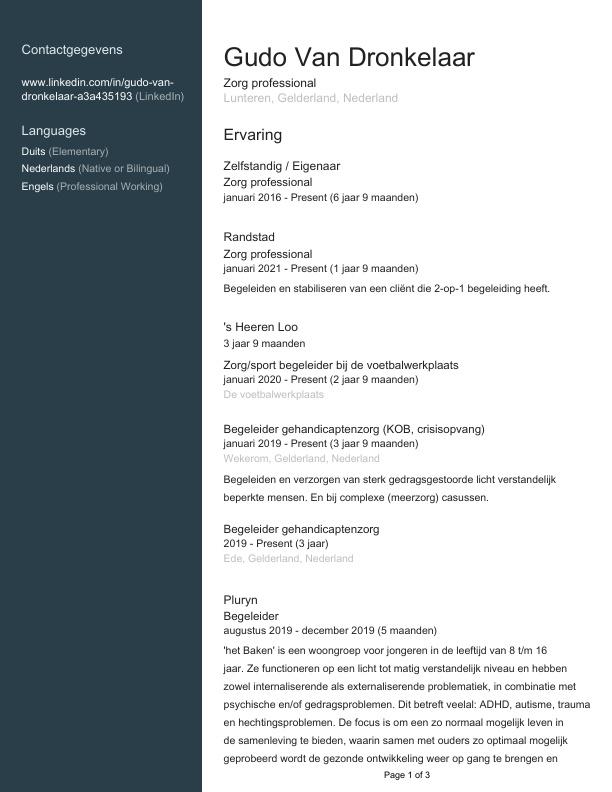 Contactgegevens
www.linkedin.com/in/gudo-van-
dronkelaar-a3a435193 (LinkedIn)
Languages
Duits (Elementary)
Nederlands (Native or Bilingual)
Engels (Professional Working)
Gudo Van Dronkelaar
Zorg professional
Lunteren, Gelderland, Nederland
Ervaring
Zelfstandig / Eigenaar
Zorg professional
januari 2016 - Present (6 jaar 9 maanden)
Randstad
Zorg professional
januari 2021 - Present (1 jaar 9 maanden)
Begeleiden en stabiliseren van een cliënt die 2-op-1 begeleiding heeft.
's Heeren Loo
3 jaar 9 maanden
Zorg/sport begeleider bij de voetbalwerkplaats
januari 2020 - Present (2 jaar 9 maanden)
De voetbalwerkplaats
Begeleider gehandicaptenzorg (KOB, crisisopvang)
januari 2019 - Present (3 jaar 9 maanden)
Wekerom, Gelderland, Nederland
Begeleiden en verzorgen van sterk gedragsgestoorde licht verstandelijk
beperkte mensen. En bij complexe (meerzorg) casussen.
Begeleider gehandicaptenzorg
2019 - Present (3 jaar)
Ede, Gelderland, Nederland
Pluryn
Begeleider
augustus 2019 - december 2019 (5 maanden)
'het Baken' is een woongroep voor jongeren in de leeftijd van 8 t/m 16
jaar. Ze functioneren op een licht tot matig verstandelijk niveau en hebben
zowel internaliserende als externaliserende problematiek, in combinatie met
psychische en/of gedragsproblemen. Dit betreft veelal: ADHD, autisme, trauma
en hechtingsproblemen. De focus is om een zo normaal mogelijk leven in
de samenleving te bieden, waarin samen met ouders zo optimaal mogelijk
geprobeerd wordt de gezonde ontwikkeling weer op gang te brengen en
Page 1 of 3